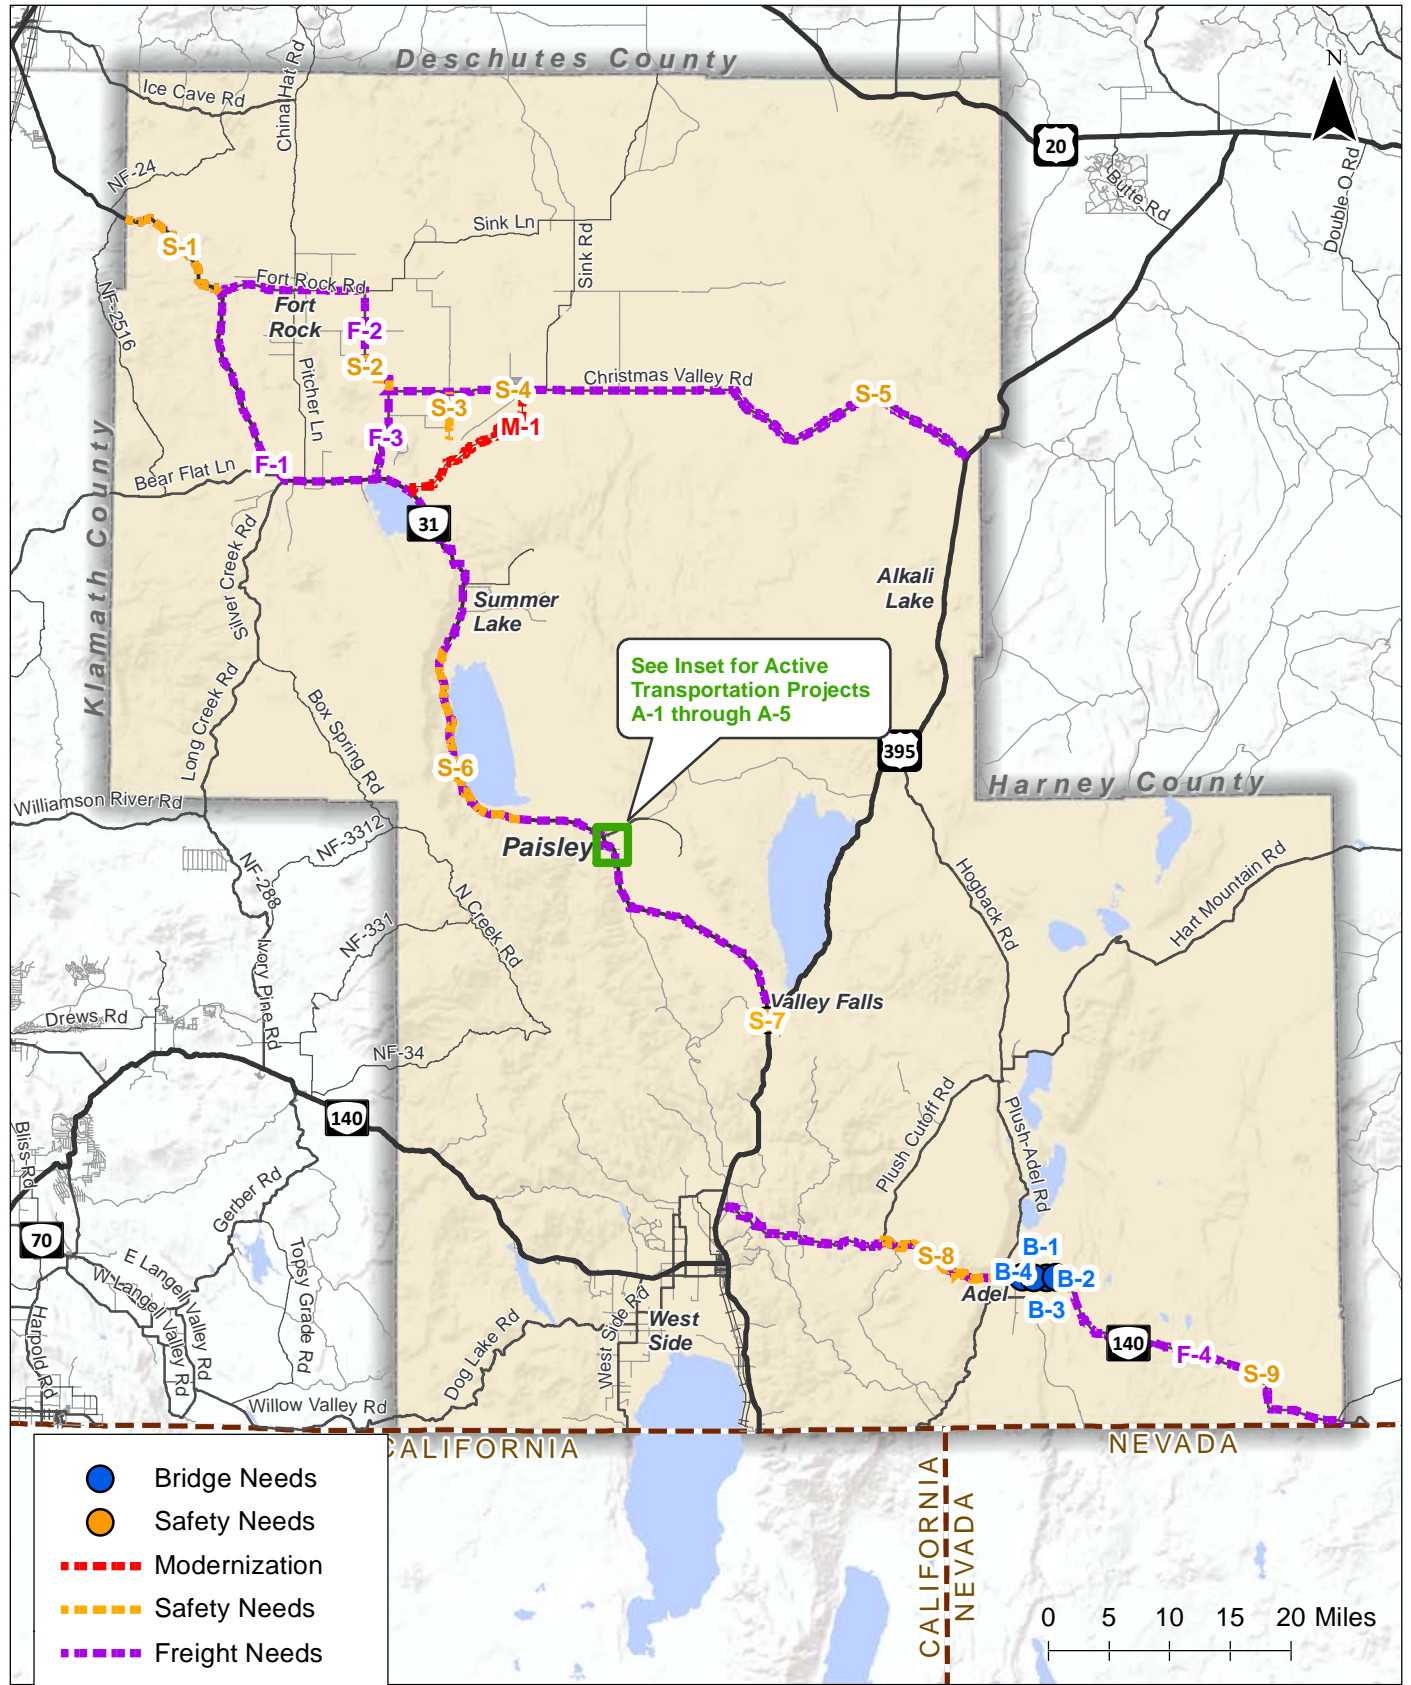 Deschutes County
N
Ice Cave Rd
China Hat Rd
20
NF-24
Butte Rd
Double-O Rd
Sink Ln
Sink Rd
S-1
Fort Rock Rd
Fort
Rock
NF-2516
F-2
S-2
Pitcher Ln
Christmas Valley Rd
S-4
S-5
S-3
M-1
F-3
F-1
Bear Flat Ln
Klamath County
31
Silver Creek Rd
Alkali
Lake
Summer
Lake
See Inset for Active
Transportation Projects
A-1 through A-5
Long Creek Rd
Box Spring Rd
395
S-6
Harney County
Williamson River Rd
NF-3312
Paisley
NF-288
Hogback Rd
Hart Mountain Rd
N Creek Rd
NF-331
Ivory Pine Rd
Valley Falls
S-7
Drews Rd
NF-34
140
Plush Cutoff Rd
Plush-Adel Rd
Bliss-Rd
Gerber Rd
70
E Langell Valley Rd
W Langell Valley Rd
Topsy Grade Rd
B-1
S-8
B-4
B-2
Adel
B-3
Harpold Rd
Dog Lake Rd
West Side Rd
West
Side
140
F-4
S-9
Willow Valley Rd
CALIFORNIA
NEVADA
CALIFORNIA
NEVADA
Bridge Needs
Safety Needs
Modernization
Safety Needs
Freight Needs
0 5 10 15 20 Miles